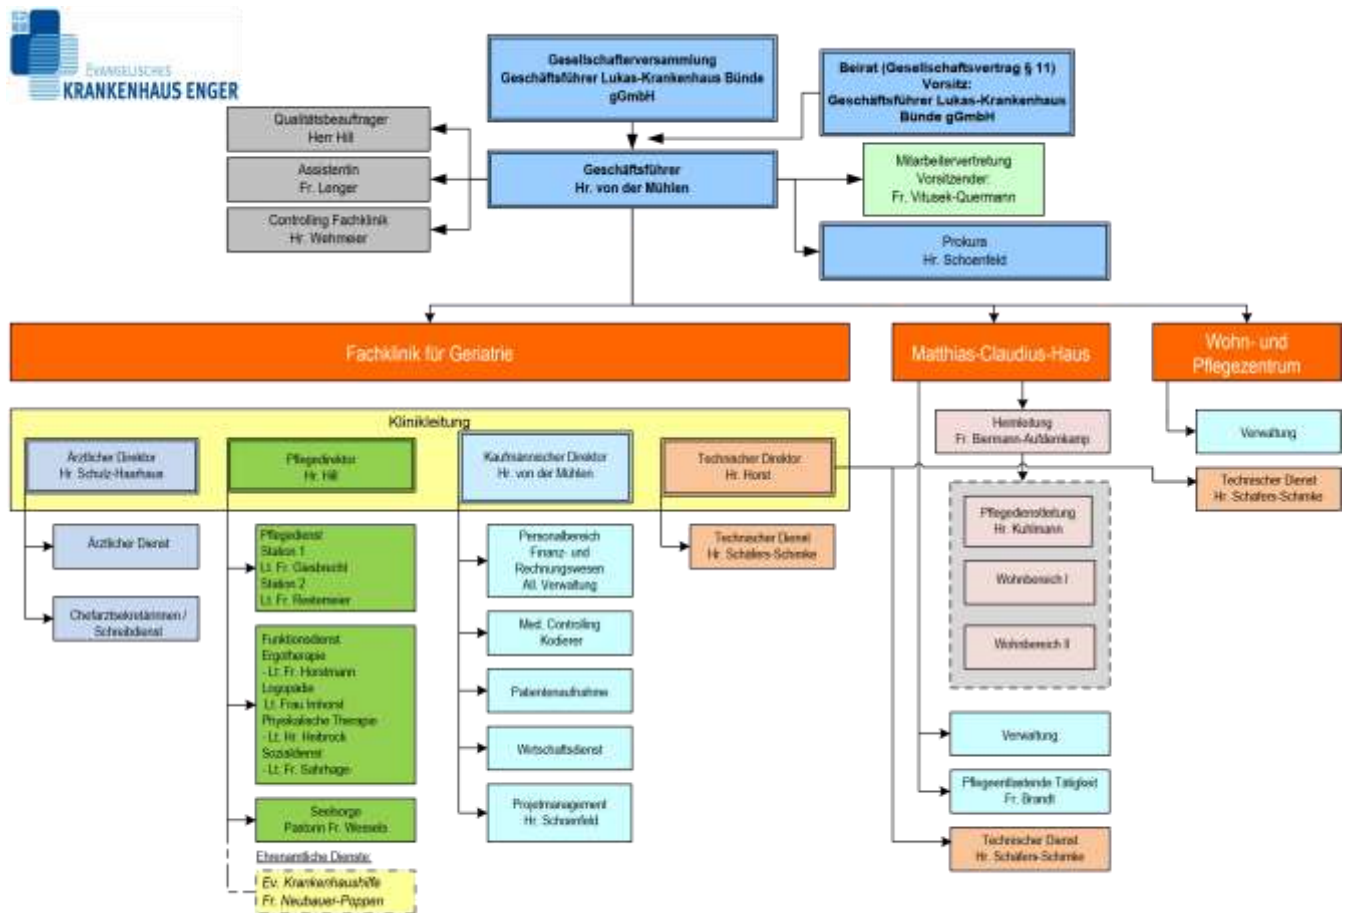 EVANGELISCHES
KRANKENHAUS ENGER
Gesellschafterversammlung
Geschäftsführer Lukas-Krankenhaus Bünde
gGmbH
Beirat (Gesellschaftsvertrag § 11)
Vorsitz:
Geschäftsführer Lukas-Krankenhaus
Bünde gGmbH
Qualitätsbeauftrager
Herr Hill
Assistentin
Fr. Lenger
Controlling Fachklinik
Hr. Wehmeier
Geschäftsführer
Hr. von der Mühlen
Mitarbeitervertretung
Vorsitzender:
Fr. Vitusek-Quermann
Prokura
Hr. Schoenfeld
Fachklinik für Geriatrie
Matthias-Claudius-Haus
Wohn- und
Pflegezentrum
Klinikleitung
Ärztlicher Direktor
Hr. Schulz-Haarhaus
Pflegedirektor
Hr. Hill
Kaufmännischer Direktor
Hr. von der Mühlen
Technischer Direktor
Hr. Horst
Ärztlicher Dienst
Chefarztsekretärinnen /
Schreibdienst
Pflegedienst
Station 1
Lt. Fr.
Station 2
Lt. Fr. Restemeier
Funktionsdienst
Ergotherapie
- Lt. Fr. Horstmann
Logopädie
Lt. Frau Imhorst
Physikalische Therapie
- Lt. Hr. Heibrock
Sozialdienst
- Lt. Fr. Sahrhage
Seelsorge
Pastorin Fr. Wessels
Ehrenamtliche Dienste:
Ev. Krankenhaushilfe
Fr. Neubauer-Poppen
Personalbereich
Finanz- und
Rechnungswesen
All. Verwaltung
Med. Controlling
Kodierer
Patientenaufnahme
Wirtschaftsdienst
Projetmanagement
Hr. Schoenfeld
Technischer Dienst
Hr. Schäfers-Schmike
Heimleitung
Fr. Biermann-Aufdemkamp
Pflegedienstleitung
Hr. Kuhlmann
Wohnbereich I
Wohnbereich II
Verwaltung
Pflegeentlastende Tätigkeit
Fr. Brandt
Technischer Dienst
Hr. Schäfers-Schmike
Verwaltung
Technischer Dienst
Hr. Schäfers-Schmike